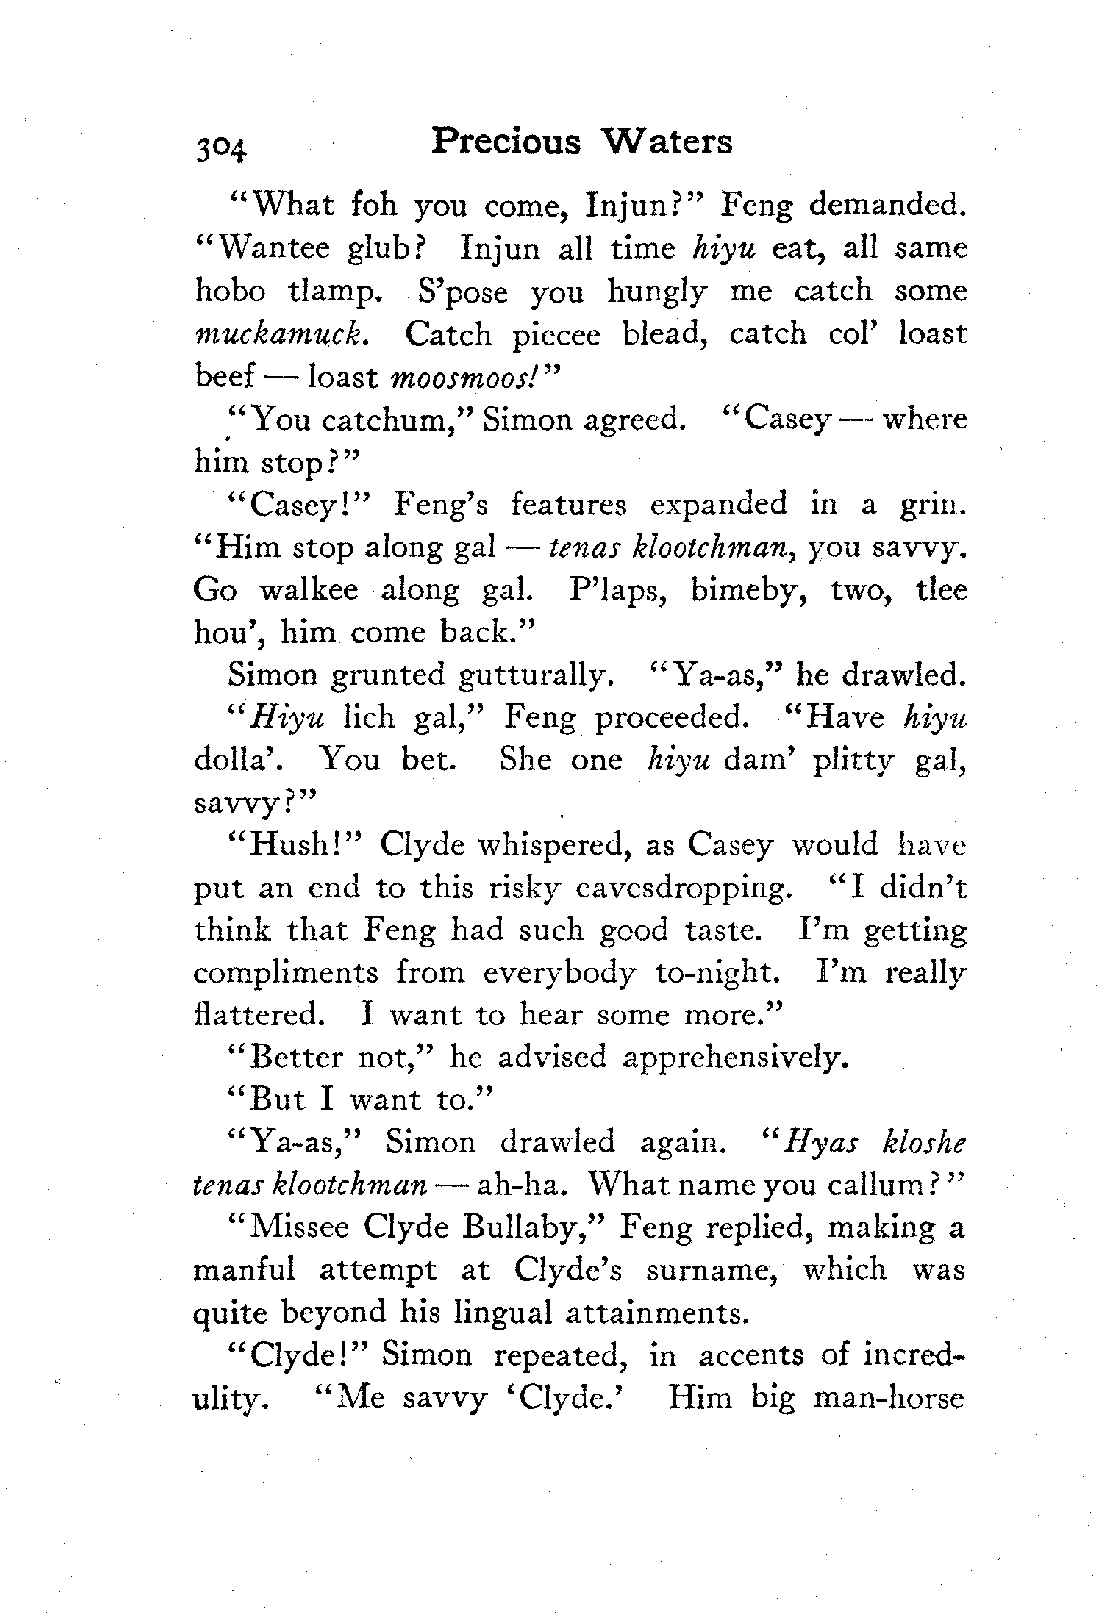 304 Precious Waters
“What foh you come, Injun?” Feng demanded.
“Wantee glub? Injun all time hiyu eat, all same
hobo tlamp. S’pose you hungly me catch some
muckamuck. Catch piecee blead, catch col’ loast
beef — loast moosmoos!”
“You catchum,” Simon agreed. “Casey — where
him stop?”
“Casey!” Feng’s features expanded in a grin.
“Him stop along gal — tenas klootchman, you savvy.
Go walkee along gal. P’laps, bimeby, two, tlee
hou’, him come back.”
Simon grunted gutturally. “Ya-as,” he drawled.
“Hiyu lich gal,” Feng proceeded. “Have hiyu
dolla’. You bet. She one hiyu dam’ plitty gal,
savvy?”
“Hush!” Clyde whispered, as Casey would have
put an end to this risky eavesdropping. “I didn’t
think that Feng had such good taste. I’m getting
compliments from everybody to-night. I’m really
flattered. I want to hear some more.”
“Better not,” he advised apprehensively.
“But I want to.”
“Ya-as,” Simon drawled again. “Hyas kloshe
tenas klootchman — ah-ha. What name you callum?”
“Missee Clyde Bullaby,” Feng replied, making a
manful attempt at Clyde’s surname, which was
quite beyond his lingual attainments.
“Clyde!” Simon repeated, in accents of incred-
ulity. “Me savvy ‘Clyde.’ Him big man-horse